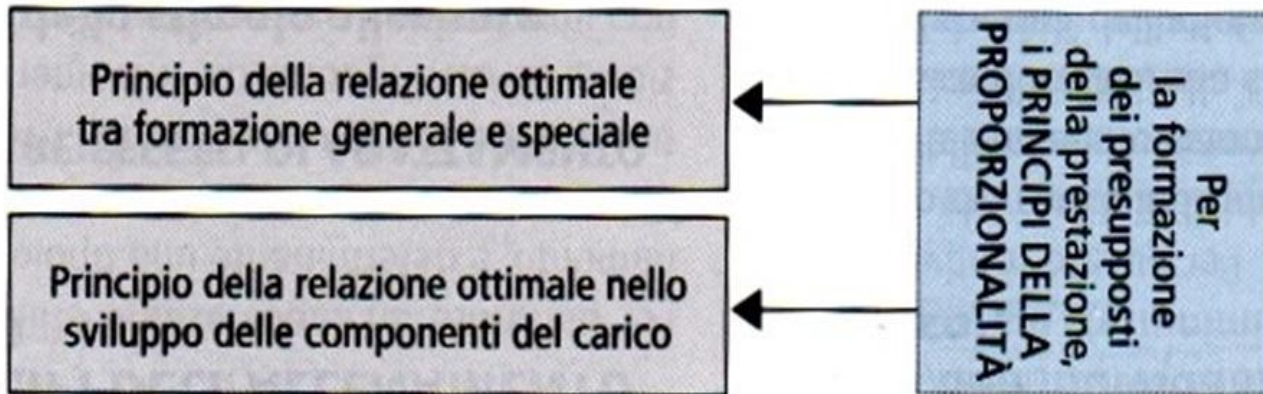 Principio della relazione ottimale
tra formazione generale e speciale
Principio della relazione ottimale nello
sviluppo delle componenti del carico
Per
la formazione
dei presupposti
della prestazione,
i PRINCIPI DELLA
PROPORZIONALITÀ